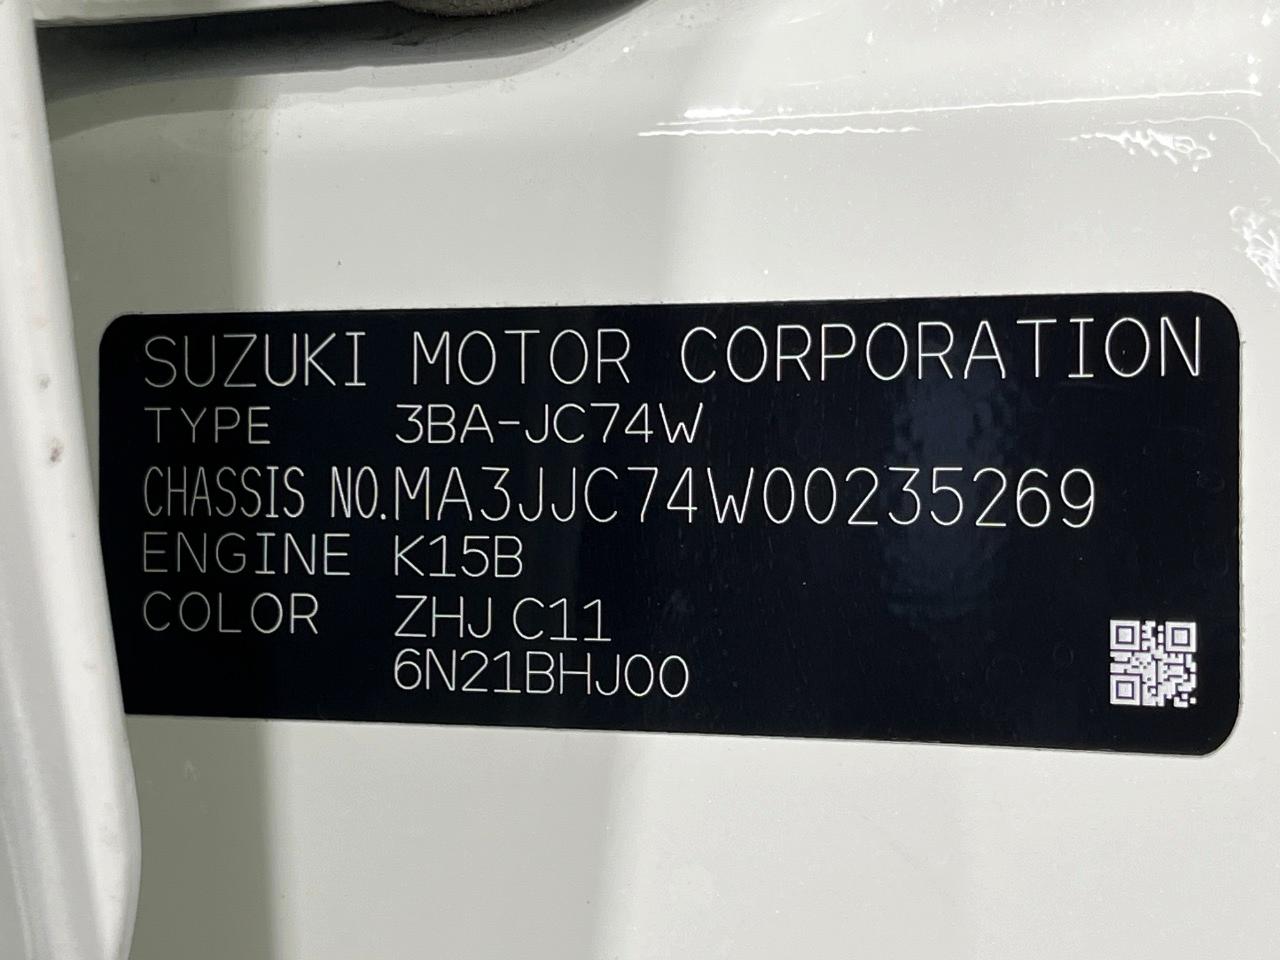 SUZUKI MOTOR CORPORATION
TYPE 3BA-JC74W
CHASSIS NO. MA3JJC74W00235269
ENGINE K15B
COLOR ZHJ C11
6N21BHJ00